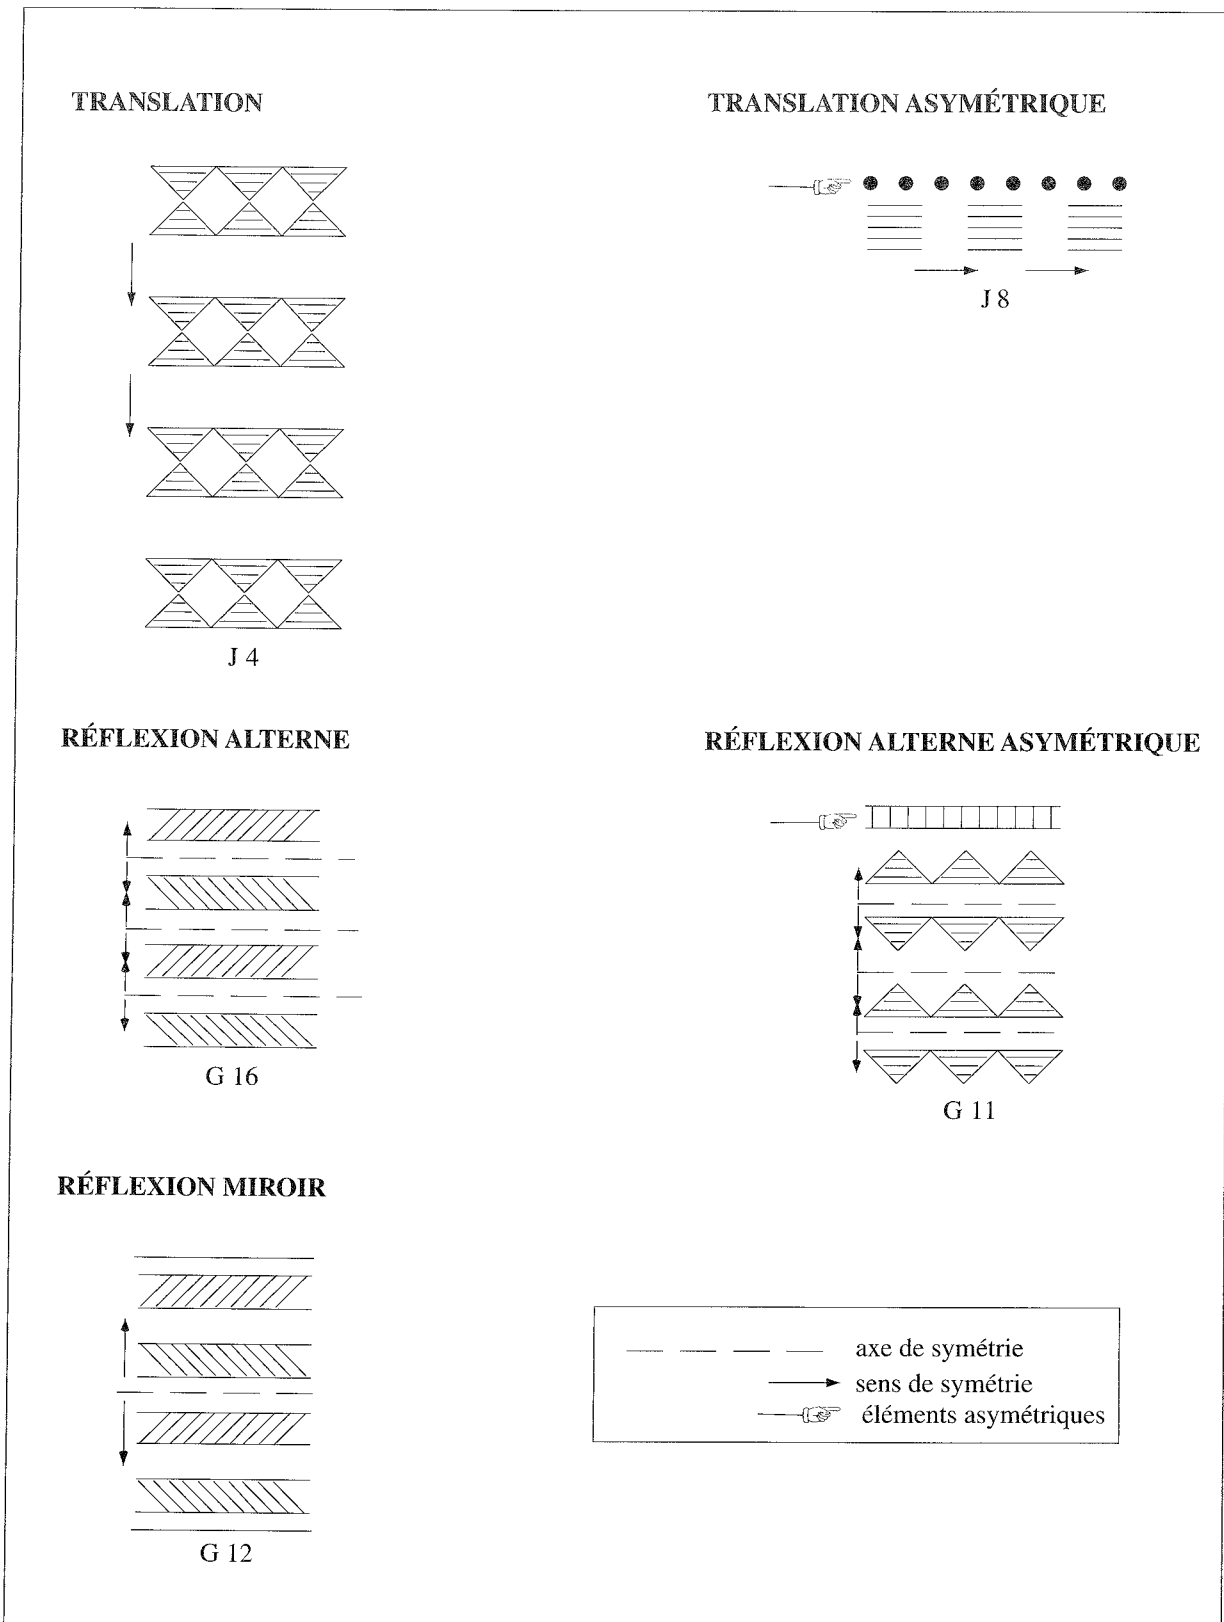 TRANSLATION
TRANSLATION ASYMÉTRIQUE
J 8
J 4
RÉFLEXION ALTERNE
RÉFLEXION ALTERNE ASYMÉTRIQUE
G 16
G 11
RÉFLEXION MIROIR
axe de symétrie
sens de symétrie
éléments asymétriques
G 12